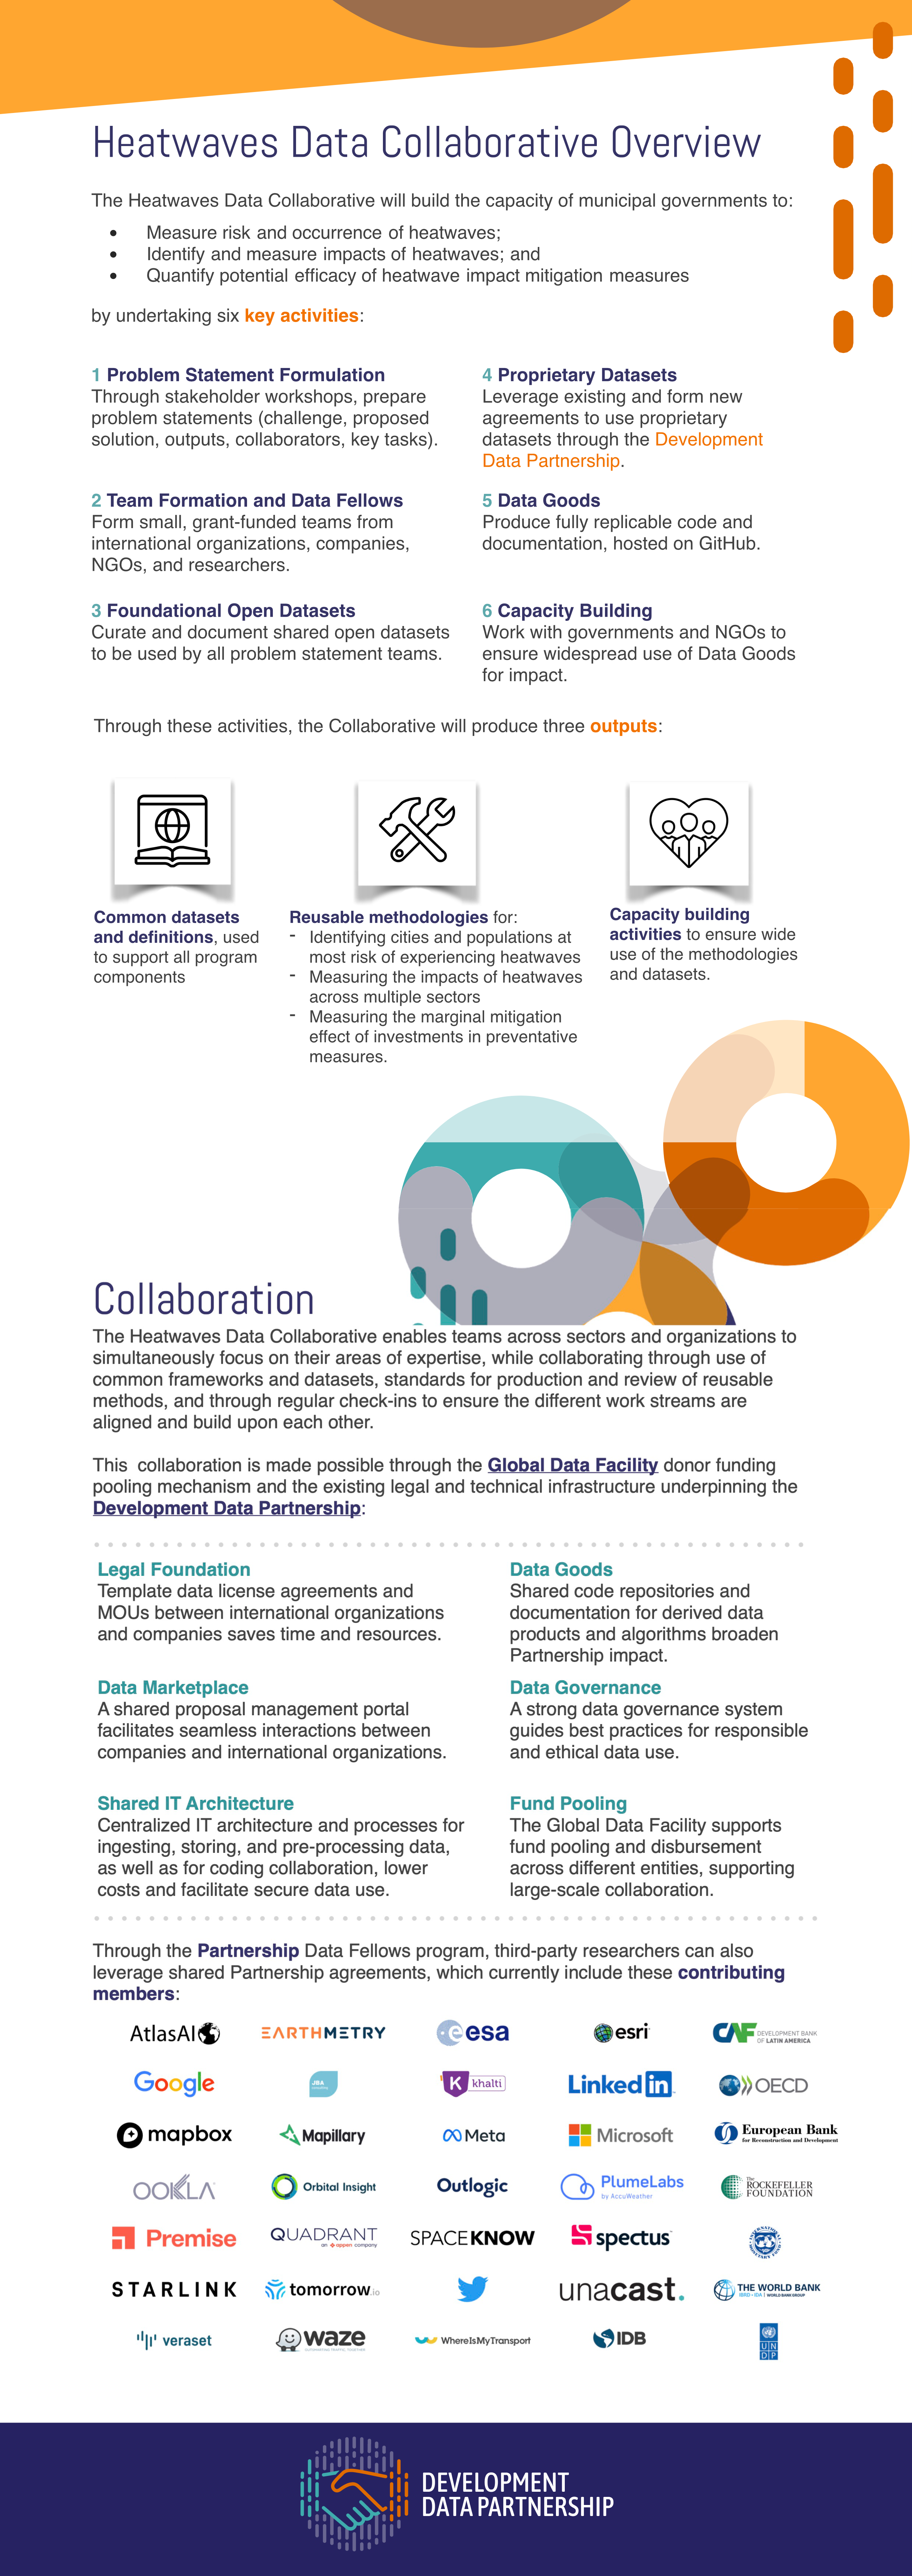 Heatwaves Data Collaborative Overview
The Heatwaves Data Collaborative will build the capacity of municipal governments to:
• Measure risk and occurrence of heatwaves;
• Identify and measure impacts of heatwaves; and
• Quantify potential efficacy of heatwave impact mitigation measures
by undertaking six key activities:
1 Problem Statement Formulation
Through stakeholder workshops, prepare
problem statements (challenge, proposed
solution, outputs, collaborators, key tasks).
2 Team Formation and Data Fellows
Form small, grant-funded teams from
international organizations, companies,
NGOs, and researchers.
3 Foundational Open Datasets
Curate and document shared open datasets
to be used by all problem statement teams.
4 Proprietary Datasets
Leverage existing and form new
agreements to use proprietary
datasets through the Development
Data Partnership.
5 Data Goods
Produce fully replicable code and
documentation, hosted on GitHub.
6 Capacity Building
Work with governments and NGOs to
ensure widespread use of Data Goods
for impact.
Through these activities, the Collaborative will produce three outputs:
Common datasets
and definitions, used
to support all program
components
Reusable methodologies for:
- Identifying cities and populations at
most risk of experiencing heatwaves
- Measuring the impacts of heatwaves
across multiple sectors
- Measuring the marginal mitigation
effect of investments in preventative
measures.
Capacity building
activities to ensure wide
use of the methodologies
and datasets.
Collaboration
The Heatwaves Data Collaborative enables teams across sectors and organizations to
simultaneously focus on their areas of expertise, while collaborating through use of
common frameworks and datasets, standards for production and review of reusable
methods, and through regular check-ins to ensure the different work streams are
aligned and build upon each other.
This collaboration is made possible through the Global Data Facility donor funding
pooling mechanism and the existing legal and technical infrastructure underpinning the
Development Data Partnership:
Legal Foundation
Template data license agreements and
MOUs between international organizations
and companies saves time and resources.
Data Marketplace
A shared proposal management portal
facilitates seamless interactions between
companies and international organizations.
Shared IT Architecture
Centralized IT architecture and processes for
ingesting, storing, and pre-processing data,
as well as for coding collaboration, lower
costs and facilitate secure data use.
Data Goods
Shared code repositories and
documentation for derived data
products and algorithms broaden
Partnership impact.
Data Governance
A strong data governance system
guides best practices for responsible
and ethical data use.
Fund Pooling
The Global Data Facility supports
fund pooling and disbursement
across different entities, supporting
large-scale collaboration.
Through the Partnership Data Fellows program, third-party researchers can also
leverage shared Partnership agreements, which currently include these contributing
members:
AtlasAI
EARTHMETRY
esa
esri
CAF DEVELOPMENT BANK
OF LATIN AMERICA
Google
JBA
K khalti
Linked in
OECD
mapbox
Mapillary
Meta
Microsoft
European Bank
for Reconstruction and Development
OOKLA
Orbital Insight
Outlogic
PlumeLabs
by AccuWeather
The
ROCKEFELLER
FOUNDATION
Premise
QUADRANT
an appen company
SPACEKNOW
spectus
STARLINK
tomorrow.io
unacast.
THE WORLD BANK
IBRD • IDA | WORLD BANK GROUP
veraset
waze
WhereIsMyTransport
IDB
UN
DP
DEVELOPMENT
DATA PARTNERSHIP